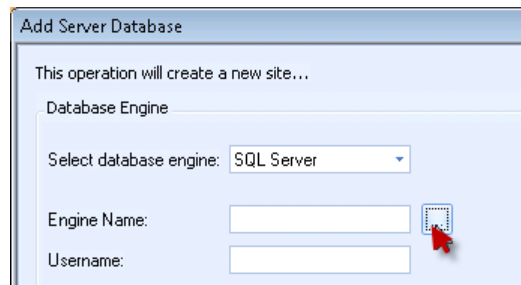 Add Server Database
This operation will create a new site...
Database Engine
Select database engine: SQL Server
Engine Name: ...
Username: